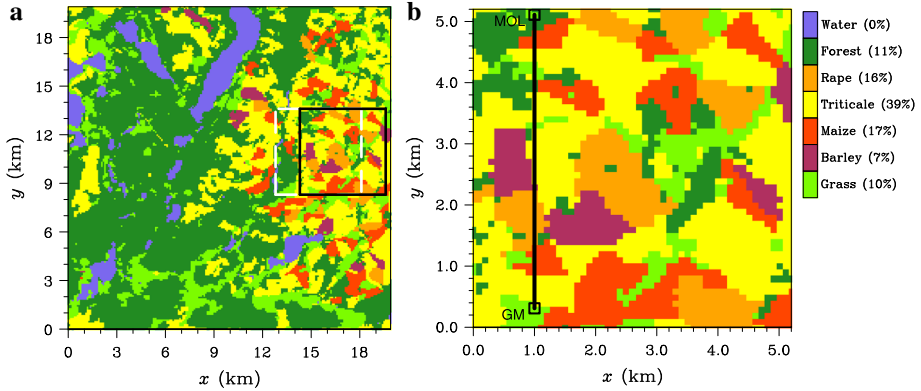 a
b
18
15
12
9
6
3
0
y (km)
0 3 6 9 12 15 18
x (km)
5.0
4.0
3.0
2.0
1.0
0.0
y (km)
MOL
GM
0.0 1.0 2.0 3.0 4.0 5.0
x (km)
Water (0%)
Forest (11%)
Rape (16%)
Triticale (39%)
Maize (17%)
Barley (7%)
Grass (10%)